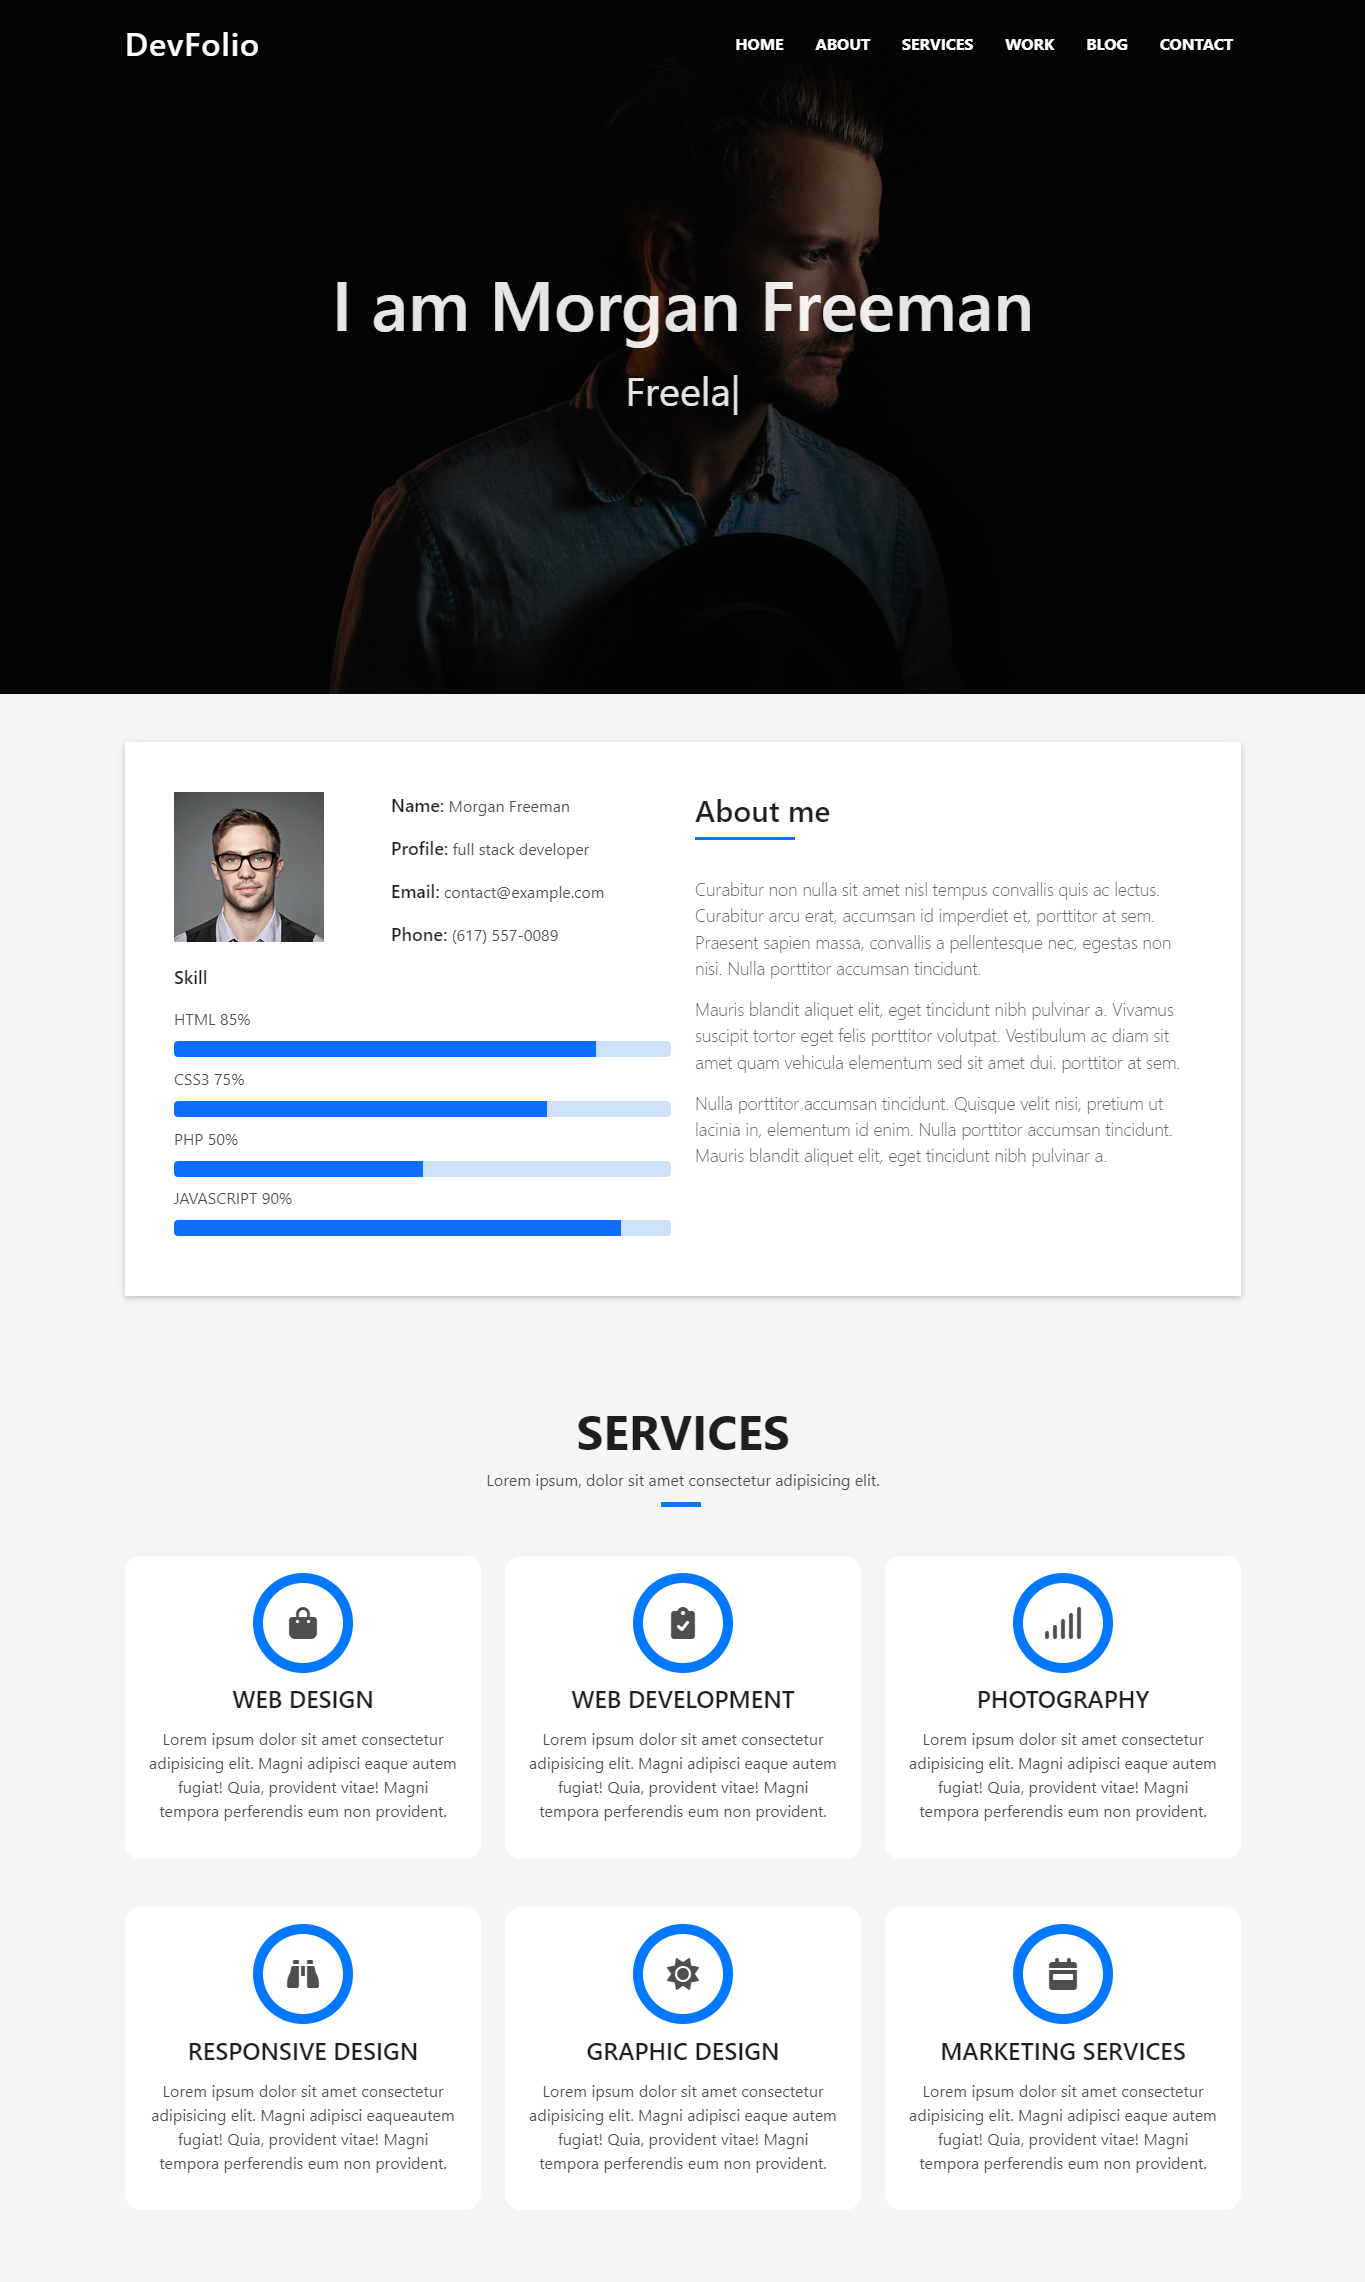 DevFolio
HOME ABOUT SERVICES WORK BLOG CONTACT
I am Morgan Freeman
Freela|
Name: Morgan Freeman
Profile: full stack developer
Email: contact@example.com
Phone: (617) 557-0089
Skill
HTML 85%
CSS3 75%
PHP 50%
JAVASCRIPT 90%
About me
Curabitur non nulla sit amet nisl tempus convallis quis ac lectus.
Curabitur arcu erat, accumsan id imperdiet et, porttitor at sem.
Praesent sapien massa, convallis a pellentesque nec, egestas non
nisi. Nulla porttitor accumsan tincidunt.
Mauris blandit aliquet elit, eget tincidunt nibh pulvinar a. Vivamus
suscipit tortor eget felis porttitor volutpat. Vestibulum ac diam sit
amet quam vehicula elementum sed sit amet dui. porttitor at sem.
Nulla porttitor accumsan tincidunt. Quisque velit nisi, pretium ut
lacinia in, elementum id enim. Nulla porttitor accumsan tincidunt.
Mauris blandit aliquet elit, eget tincidunt nibh pulvinar a.
SERVICES
Lorem ipsum, dolor sit amet consectetur adipisicing elit.
WEB DESIGN
Lorem ipsum dolor sit amet consectetur
adipisicing elit. Magni adipisci eaque autem
fugiat! Quia, provident vitae! Magni
tempora perferendis eum non provident.
WEB DEVELOPMENT
Lorem ipsum dolor sit amet consectetur
adipisicing elit. Magni adipisci eaque autem
fugiat! Quia, provident vitae! Magni
tempora perferendis eum non provident.
PHOTOGRAPHY
Lorem ipsum dolor sit amet consectetur
adipisicing elit. Magni adipisci eaque autem
fugiat! Quia, provident vitae! Magni
tempora perferendis eum non provident.
RESPONSIVE DESIGN
Lorem ipsum dolor sit amet consectetur
adipisicing elit. Magni adipisci eaqueautem
fugiat! Quia, provident vitae! Magni
tempora perferendis eum non provident.
GRAPHIC DESIGN
Lorem ipsum dolor sit amet consectetur
adipisicing elit. Magni adipisci eaque autem
fugiat! Quia, provident vitae! Magni
tempora perferendis eum non provident.
MARKETING SERVICES
Lorem ipsum dolor sit amet consectetur
adipisicing elit. Magni adipisci eaque autem
fugiat! Quia, provident vitae! Magni
tempora perferendis eum non provident.